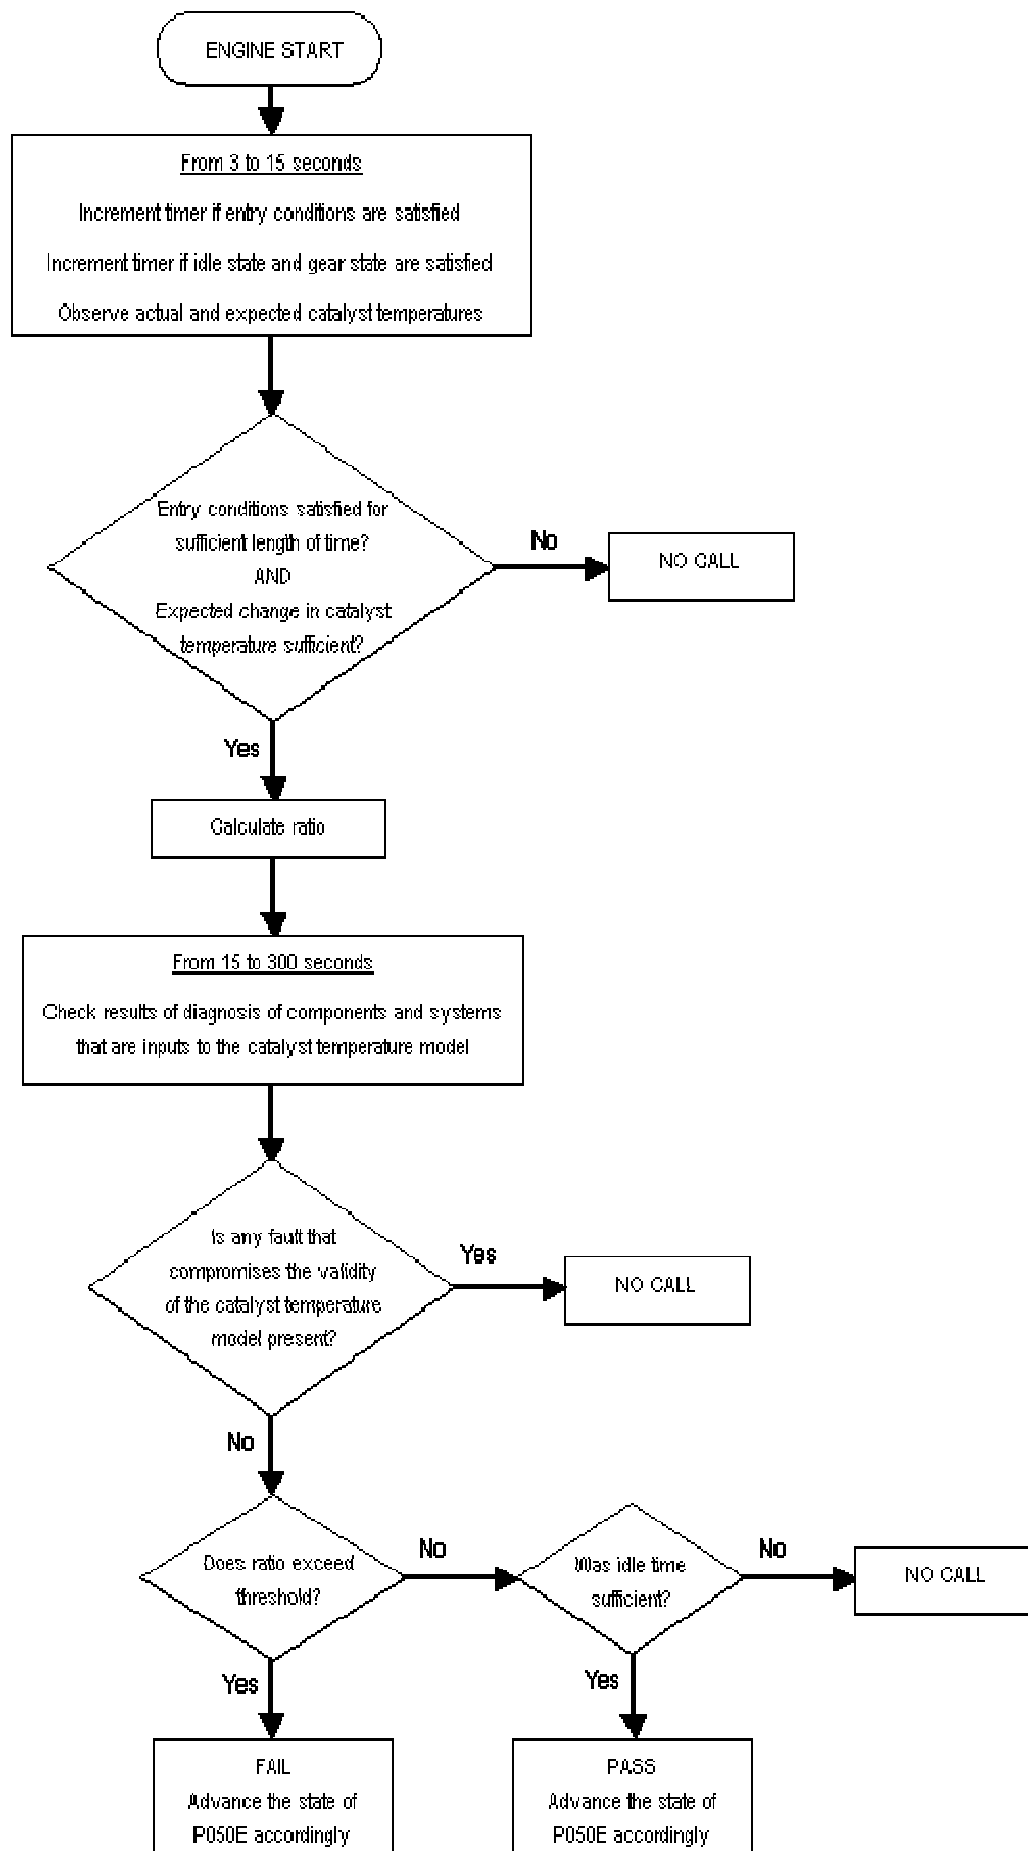 ENGINE START
From 3 to 15 seconds
Increment timer if entry conditions are satisfied
Increment timer if idle state and gear state are satisfied
Observe actual and expected catalyst temperatures
Entry conditions satisfied for
sufficient length of time?
AND
Expected change in catalyst
temperature sufficient?
No
NO CALL
Yes
Calculate ratio
From 15 to 300 seconds
Check results of diagnosis of components and systems
that are inputs to the catalyst temperature model
Is any fault that
compromises the validity
of the catalyst temperature
model present?
Yes
NO CALL
No
Does ratio exceed
threshold?
No
Was idle time
sufficient?
No
NO CALL
Yes
Yes
FAIL
Advance the state of
P050E accordingly
PASS
Advance the state of
P050E accordingly